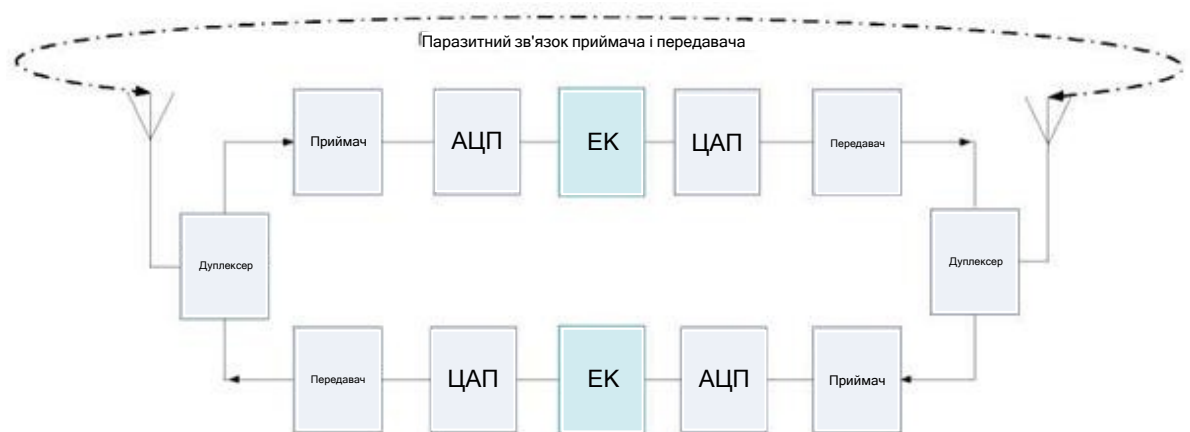 Паразитний зв'язок приймача і передавача
Приймач
АЦП
ЕК
ЦАП
Передавач
Дуплексер
Дуплексер
Передавач
ЦАП
ЕК
АЦП
Приймач